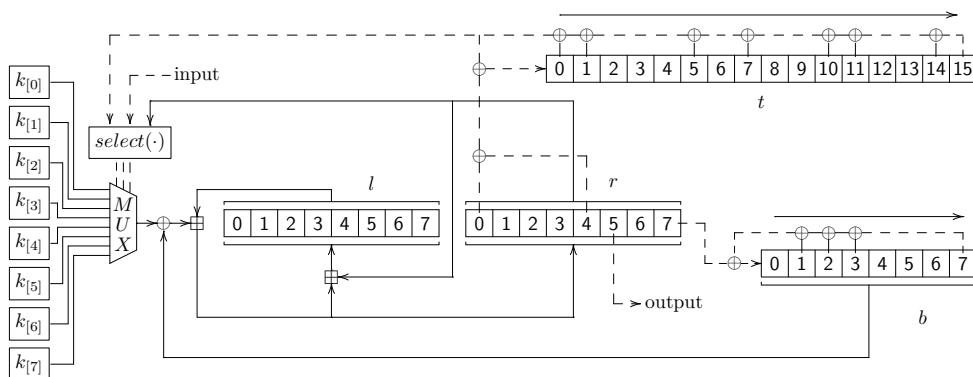 0 1 2 3 4 5 6 7 8 9 10 11 12 13 14 15
t
input
k[0]
k[1]
k[2]
k[3]
k[4]
k[5]
k[6]
k[7]
select(·)
M
U
X
l
0 1 2 3 4 5 6 7
r
0 1 2 3 4 5 6 7
output
0 1 2 3 4 5 6 7
b